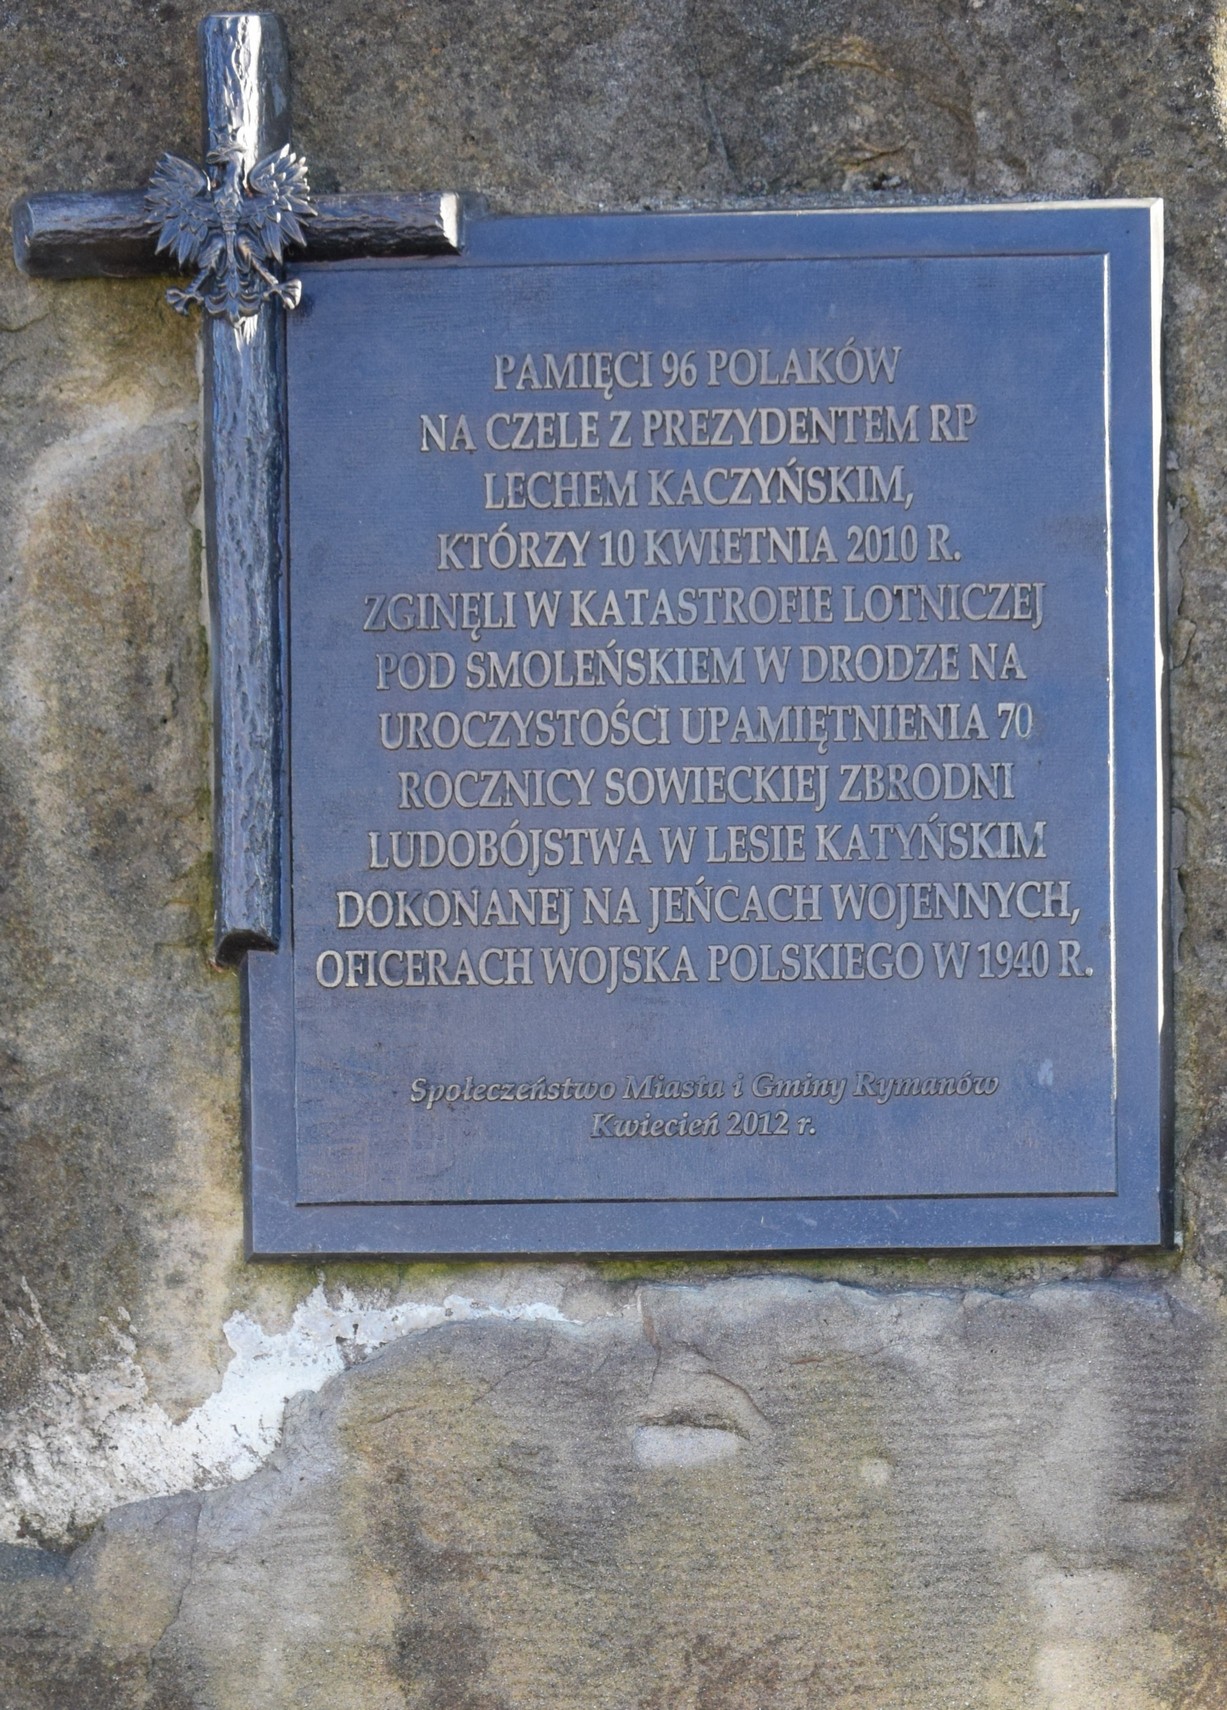 PAMIĘCI 96 POLAKÓW
NA CZELE Z PREZYDENTEM RP
LECHEM KACZYŃSKIM,
KTÓRZY 10 KWIETNIA 2010 R.
ZGINĘLI W KATASTROFIE LOTNICZEJ
POD SMOLEŃSKIEM W DRODZE NA
UROCZYSTOŚCI UPAMIĘTNIENIA 70
ROCZNICY SOWIECKIEJ ZBRODNI
LUDOBÓJSTWA W LESIE KATYŃSKIM
DOKONANEJ NA JEŃCACH WOJENNYCH,
OFICERACH WOJSKA POLSKIEGO W 1940 R.
Społeczeństwo Miasta i Gminy Rymanów
Kwiecień 2012 r.